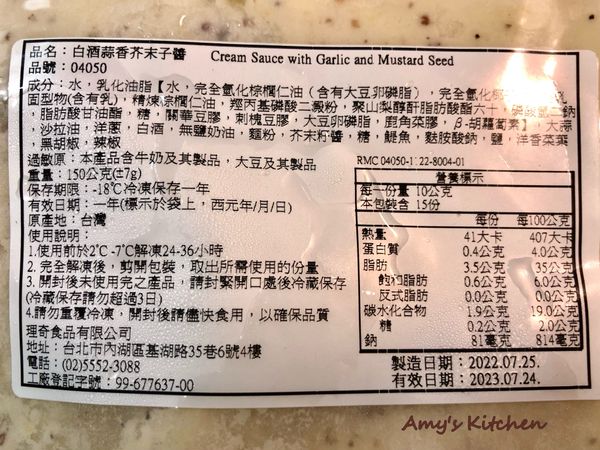 品名：白酒蒜香芥末子醬 Cream Sauce with Garlic and Mustard Seed
品號：04050
成分：水，乳化油脂【水，完全氫化棕櫚仁油（含有大豆卵磷脂），完全氫化椰
固型物(含有乳)，精煉棕櫚仁油，羥丙基磷酸二澱粉，聚山梨醇酐脂肪酸酯六十，
，脂肪酸甘油酯，糖，關華豆膠，刺槐豆膠，大豆卵磷脂，鹿角菜膠，β-胡蘿蔔素】，大蒜
，沙拉油，洋蔥，白酒，無鹽奶油，麵粉，芥末籽醬，糖，鯷魚，麩胺酸鈉，鹽，洋香菜葉
，黑胡椒，辣椒
過敏原：本產品含牛奶及其製品，大豆及其製品
重量：150公克(±7g)
保存期限：-18℃冷凍保存一年
有效日期：一年(標示於袋上，西元年/月/日)
原產地：台灣
使用說明：
1.使用前於2℃-7℃解凍24-36小時
2.完全解凍後，剪開包裝，取出所需使用的份量
3.開封後未使用完之產品，請封緊開口處後冷藏保存
(冷藏保存請勿超過3日)
4.請勿重覆冷凍，開封後請儘快食用，以確保品質
理奇食品有限公司
地址：台北市內湖區基湖路35巷6號4樓
電話：(02)5552-3088
工廠登記字號：99-677637-00
RMC 04050-1122-8004-01
營養標示
每一份量 10公克
本包裝含 15份
每份 每100公克
熱量 41大卡 407大卡
蛋白質 0.4公克 4.0公克
脂肪 3.5公克 35公克
飽和脂肪 0.6公克 6.0公克
反式脂肪 0.0公克 0.0公克
碳水化合物 1.9公克 19.0公克
糖 0.2公克 2.0公克
鈉 81毫克 814毫克
製造日期：2022.07.25.
有效日期：2023.07.24.
Amy's Kitchen